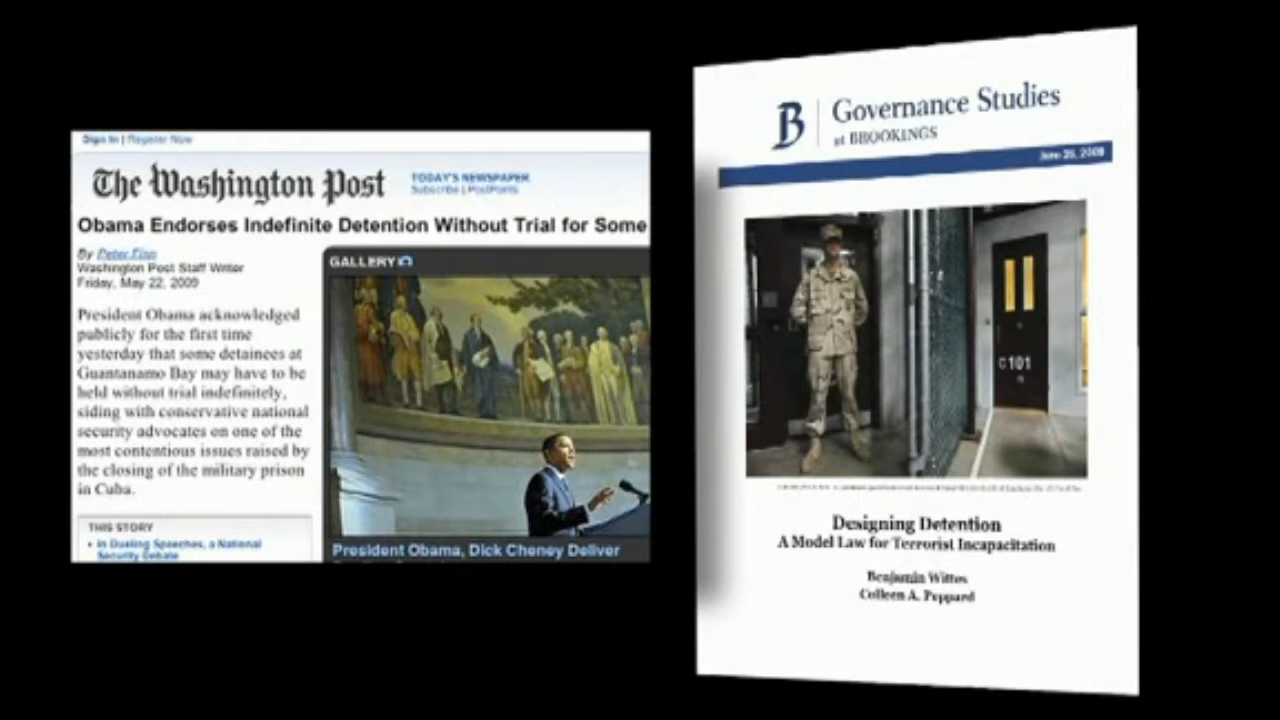 Sign In | Register Now
The Washington Post
TODAY'S NEWSPAPER
Subscribe | PostPoints
Obama Endorses Indefinite Detention Without Trial for Some
By Peter Finn
Washington Post Staff Writer
Friday, May 22, 2009
President Obama acknowledged
publicly for the first time
yesterday that some detainees at
Guantanamo Bay may have to be
held without trial indefinitely,
siding with conservative national
security advocates on one of the
most contentious issues raised by
the closing of the military prison
in Cuba.
THIS STORY
• In Dueling Speeches, a National
Security Debate
GALLERY
President Obama, Dick Cheney Deliver
B Governance Studies
at BROOKINGS
June 26, 2009
C101
Designing Detention
A Model Law for Terrorist Incapacitation
Benjamin Wittes
Colleen A. Peppard